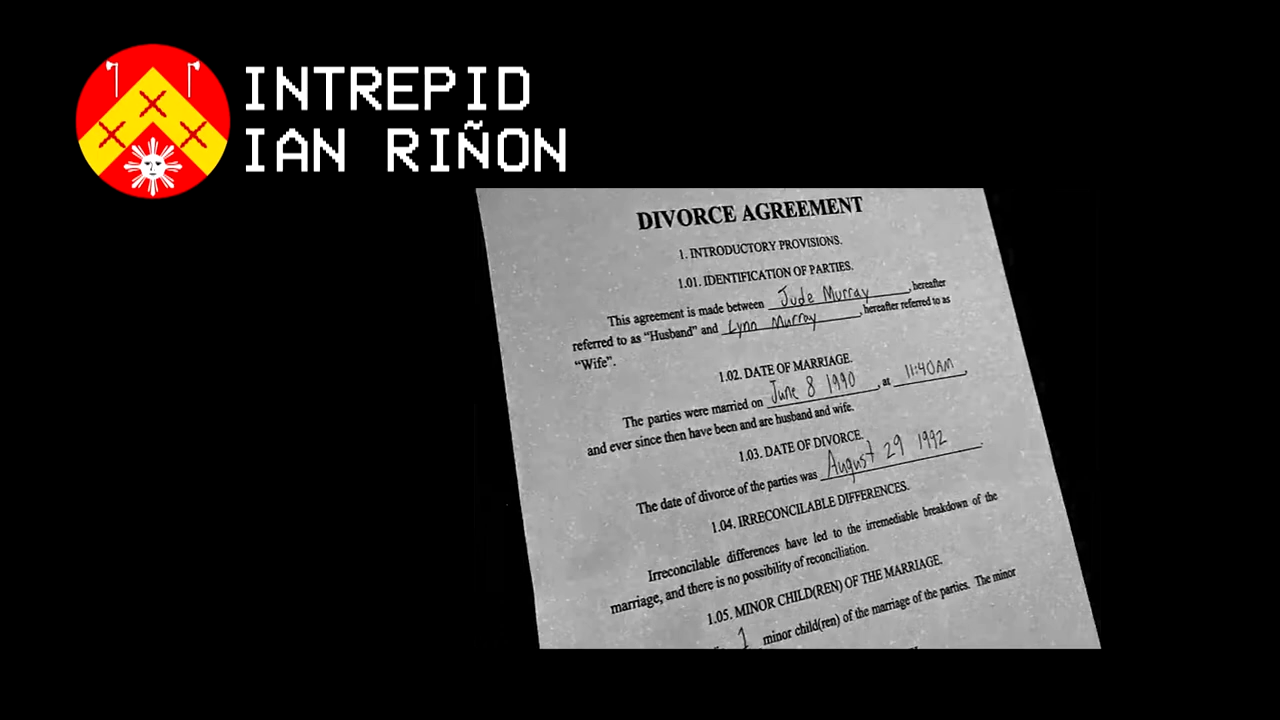 INTREPID
IAN RIÑON
DIVORCE AGREEMENT
1. INTRODUCTORY PROVISIONS.
1.01. IDENTIFICATION OF PARTIES.
This agreement is made between Jude Murray, hereafter
referred to as “Husband” and Lynn Murray, hereafter referred to as
“Wife”.
1.02. DATE OF MARRIAGE.
The parties were married on June 8 1990, at 11:40AM,
and ever since then have been and are husband and wife.
1.03. DATE OF DIVORCE.
The date of divorce of the parties was August 29 1992.
1.04. IRRECONCILABLE DIFFERENCES.
Irreconcilable differences have led to the irremediable breakdown of the
marriage, and there is no possibility of reconciliation.
1.05. MINOR CHILD(REN) OF THE MARRIAGE.
1 minor child(ren) of the marriage of the parties. The minor